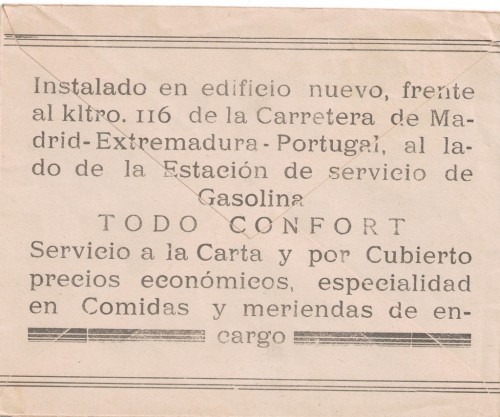 Instalado en edificio nuevo, frente
al kltro. 116 de la Carretera de Ma-
drid-Extremadura-Portugal, al la-
do de la Estación de servicio de
Gasolina
TODO CONFORT
Servicio a la Carta y por Cubierto
precios económicos, especialidad
en Comidas y meriendas de en-
cargo